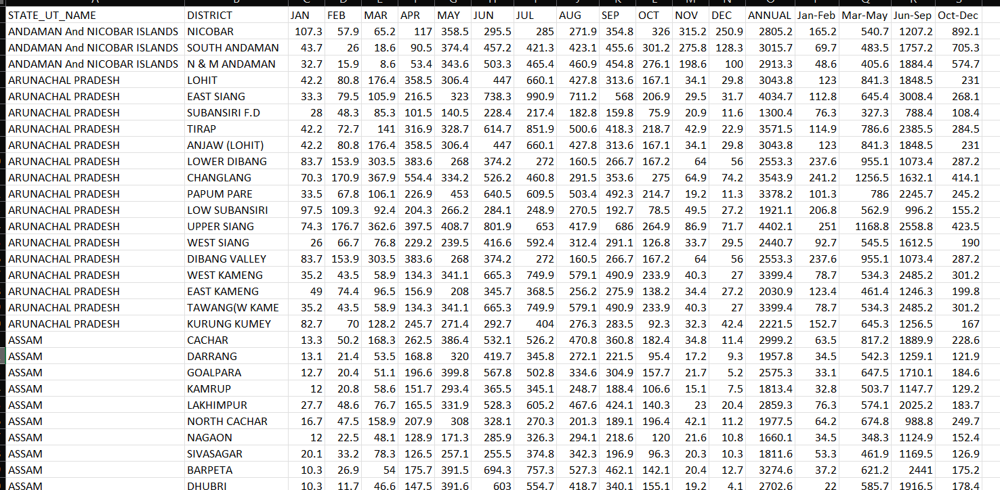 STATE_UT_NAME DISTRICT JAN FEB MAR APR MAY JUN JUL AUG SEP OCT NOV DEC ANNUAL Jan-Feb Mar-May Jun-Sep Oct-Dec
ANDAMAN And NICOBAR ISLANDS NICOBAR 107.3 57.9 65.2 117 358.5 295.5 285 271.9 354.8 326 315.2 250.9 2805.2 165.2 540.7 1207.2 892.1
ANDAMAN And NICOBAR ISLANDS SOUTH ANDAMAN 43.7 26 18.6 90.5 374.4 457.2 421.3 423.1 455.6 301.2 275.8 128.3 3015.7 69.7 483.5 1757.2 705.3
ANDAMAN And NICOBAR ISLANDS N & M ANDAMAN 32.7 15.9 8.6 53.4 343.6 503.3 465.4 460.9 454.8 276.1 198.6 100 2913.3 48.6 405.6 1884.4 574.7
ARUNACHAL PRADESH LOHIT 42.2 80.8 176.4 358.5 306.4 447 660.1 427.8 313.6 167.1 34.1 29.8 3043.8 123 841.3 1848.5 231
ARUNACHAL PRADESH EAST SIANG 33.3 79.5 105.9 216.5 323 738.3 990.9 711.2 568 206.9 29.5 31.7 4034.7 112.8 645.4 3008.4 268.1
ARUNACHAL PRADESH SUBANSIRI F.D 28 48.3 85.3 101.5 140.5 228.4 217.4 182.8 159.8 75.9 20.9 11.6 1300.4 76.3 327.3 788.4 108.4
ARUNACHAL PRADESH TIRAP 42.2 72.7 141 316.9 328.7 614.7 851.9 500.6 418.3 218.7 42.9 22.9 3571.5 114.9 786.6 2385.5 284.5
ARUNACHAL PRADESH ANJAW (LOHIT) 42.2 80.8 176.4 358.5 306.4 447 660.1 427.8 313.6 167.1 34.1 29.8 3043.8 123 841.3 1848.5 231
ARUNACHAL PRADESH LOWER DIBANG 83.7 153.9 303.5 383.6 268 374.2 272 160.5 266.7 167.2 64 56 2553.3 237.6 955.1 1073.4 287.2
ARUNACHAL PRADESH CHANGLANG 70.3 170.9 367.9 554.4 334.2 526.2 460.8 291.5 353.6 275 64.9 74.2 3543.9 241.2 1256.5 1632.1 414.1
ARUNACHAL PRADESH PAPUM PARE 33.5 67.8 106.1 226.9 453 640.5 609.5 503.4 492.3 214.7 19.2 11.3 3378.2 101.3 786 2245.7 245.2
ARUNACHAL PRADESH LOW SUBANSIRI 97.5 109.3 92.4 204.3 266.2 284.1 248.9 270.5 192.7 78.5 49.5 27.2 1921.1 206.8 562.9 996.2 155.2
ARUNACHAL PRADESH UPPER SIANG 74.3 176.7 362.6 397.5 408.7 801.9 653 417.9 686 264.9 86.9 71.7 4402.1 251 1168.8 2558.8 423.5
ARUNACHAL PRADESH WEST SIANG 26 66.7 76.8 229.2 239.5 416.6 592.4 312.4 291.1 126.8 33.7 29.5 2440.7 92.7 545.5 1612.5 190
ARUNACHAL PRADESH DIBANG VALLEY 83.7 153.9 303.5 383.6 268 374.2 272 160.5 266.7 167.2 64 56 2553.3 237.6 955.1 1073.4 287.2
ARUNACHAL PRADESH WEST KAMENG 35.2 43.5 58.9 134.3 341.1 665.3 749.9 579.1 490.9 233.9 40.3 27 3399.4 78.7 534.3 2485.2 301.2
ARUNACHAL PRADESH EAST KAMENG 49 74.4 96.5 156.9 208 345.7 368.5 256.2 275.9 138.2 34.4 27.2 2030.9 123.4 461.4 1246.3 199.8
ARUNACHAL PRADESH TAWANG(W KAME 35.2 43.5 58.9 134.3 341.1 665.3 749.9 579.1 490.9 233.9 40.3 27 3399.4 78.7 534.3 2485.2 301.2
ARUNACHAL PRADESH KURUNG KUMEY 82.7 70 128.2 245.7 271.4 292.7 404 276.3 283.5 92.3 32.3 42.4 2221.5 152.7 645.3 1256.5 167
ASSAM CACHAR 13.3 50.2 168.3 262.5 386.4 532.1 526.2 470.8 360.8 182.4 34.8 11.4 2999.2 63.5 817.2 1889.9 228.6
ASSAM DARRANG 13.1 21.4 53.5 168.8 320 419.7 345.8 272.1 221.5 95.4 17.2 9.3 1957.8 34.5 542.3 1259.1 121.9
ASSAM GOALPARA 12.7 20.4 51.1 196.6 399.8 567.8 502.8 334.6 304.9 157.7 21.7 5.2 2575.3 33.1 647.5 1710.1 184.6
ASSAM KAMRUP 12 20.8 58.6 151.7 293.4 365.5 345.1 248.7 188.4 106.6 15.1 7.5 1813.4 32.8 503.7 1147.7 129.2
ASSAM LAKHIMPUR 27.7 48.6 76.7 165.5 331.9 528.3 605.2 467.6 424.1 140.3 23 20.4 2859.3 76.3 574.1 2025.2 183.7
ASSAM NORTH CACHAR 16.7 47.5 158.9 207.9 308 328.1 270.3 201.3 189.1 196.4 42.1 11.2 1977.5 64.2 674.8 988.8 249.7
ASSAM NAGAON 12 22.5 48.1 128.9 171.3 285.9 326.3 294.1 218.6 120 21.6 10.8 1660.1 34.5 348.3 1124.9 152.4
ASSAM SIVASAGAR 20.1 33.2 78.3 126.5 257.1 255.5 374.8 342.3 196.9 96.3 20.3 10.3 1811.6 53.3 461.9 1169.5 126.9
ASSAM BARPETA 10.3 26.9 54 175.7 391.5 694.3 757.3 527.3 462.1 142.1 20.4 12.7 3274.6 37.2 621.2 2441 175.2
ASSAM DHUBRI 10.3 11.7 46.6 147.5 391.6 603 554.7 418.7 340.1 155.1 19.2 4.1 2702.6 22 585.7 1916.5 178.4